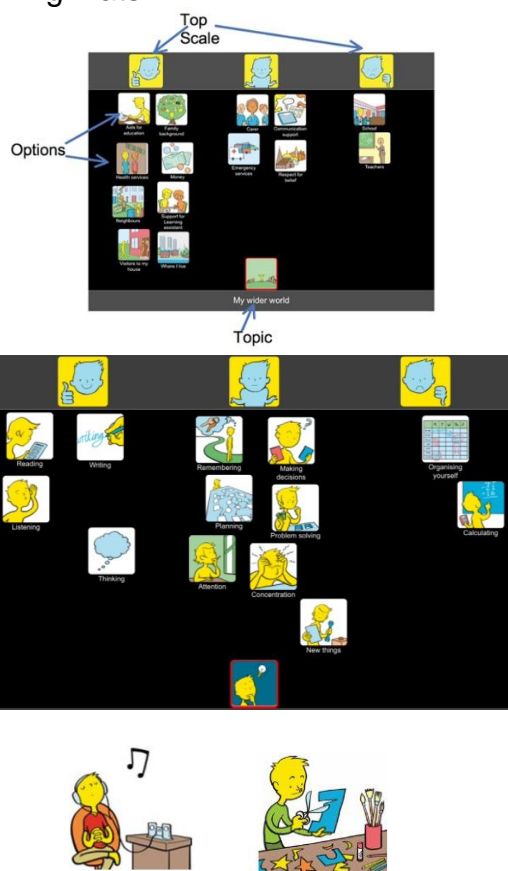 Top
Scale
Options
Aids for
education
Family
background
Carer
Communication
support
School
Health services
Money
Emergency
services
Respect for
belief
Teachers
Neighbours
Support for
Learning
assistant
Visitors to my
house
Where I live
My wider world
Topic
Reading
writing
Writing
Remembering
Making
decisions
Organising
yourself
Listening
Planning
Problem solving
Calculating
Thinking
Attention
Concentration
New things